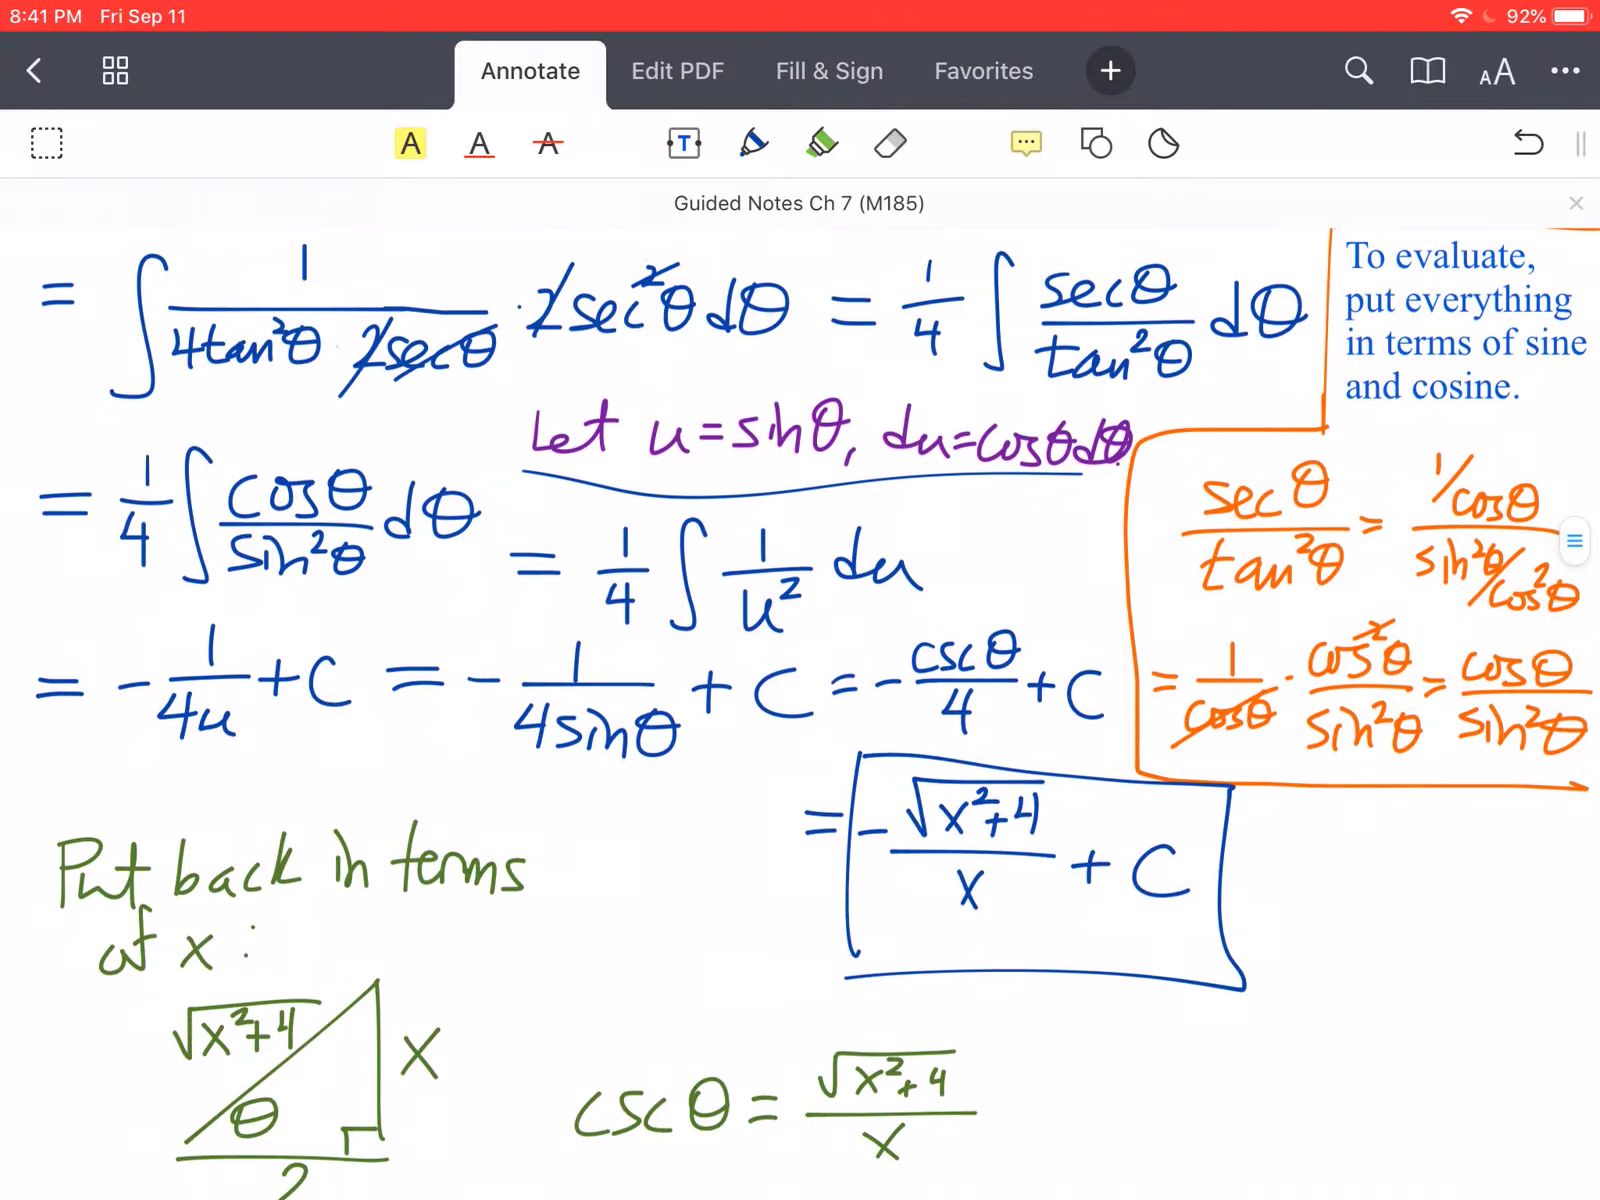 8:41 PM Fri Sep 11 92%
Annotate Edit PDF Fill & Sign Favorites +
A A A T AA
Guided Notes Ch 7 (M185)
= ∫ 1/(4tan²θ · 2secθ) · 2sec²θ dθ = 1/4 ∫ secθ/tan²θ dθ
To evaluate,
put everything
in terms of sine
and cosine.
Let u = sinθ, du = cosθdθ
= 1/4 ∫ cosθ/sin²θ dθ
= 1/4 ∫ 1/u² du
secθ/tan²θ = (1/cosθ)/(sin²θ/cos²θ)
= 1/cosθ · cos²θ/sin²θ = cosθ/sin²θ
= -1/4u + C = -1/4sinθ + C = -cscθ/4 + C
= -√(x²+4)/x + C
Put back in terms
of x :
√(x²+4) x
θ
2
cscθ = √(x²+4)/x